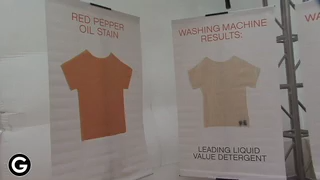 RED PEPPER
OIL STAIN
WASHING MACHINE
RESULTS:
LEADING LIQUID
VALUE DETERGENT
G